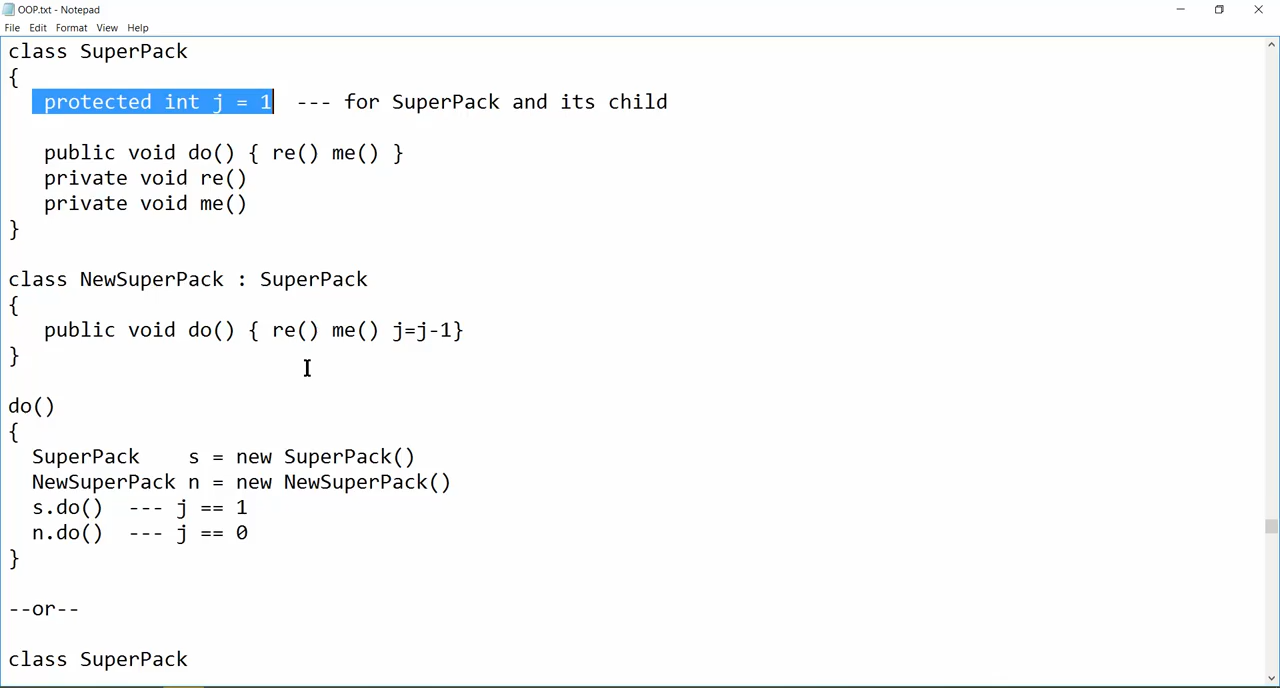 OOP.txt - Notepad
File Edit Format View Help
class SuperPack
{
protected int j = 1 --- for SuperPack and its child
public void do() { re() me() }
private void re()
private void me()
}
class NewSuperPack : SuperPack
{
public void do() { re() me() j=j-1}
}
do()
{
SuperPack s = new SuperPack()
NewSuperPack n = new NewSuperPack()
s.do() --- j == 1
n.do() --- j == 0
}
--or--
class SuperPack